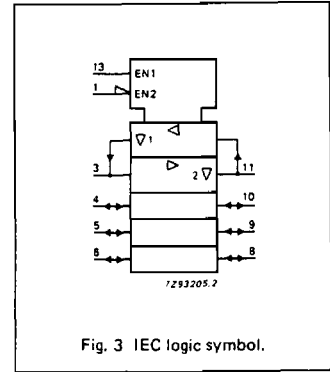 13 EN1
1 EN2
1
3 2 11
4 10
5 9
6 8
7Z93205.2
Fig. 3 IEC logic symbol.